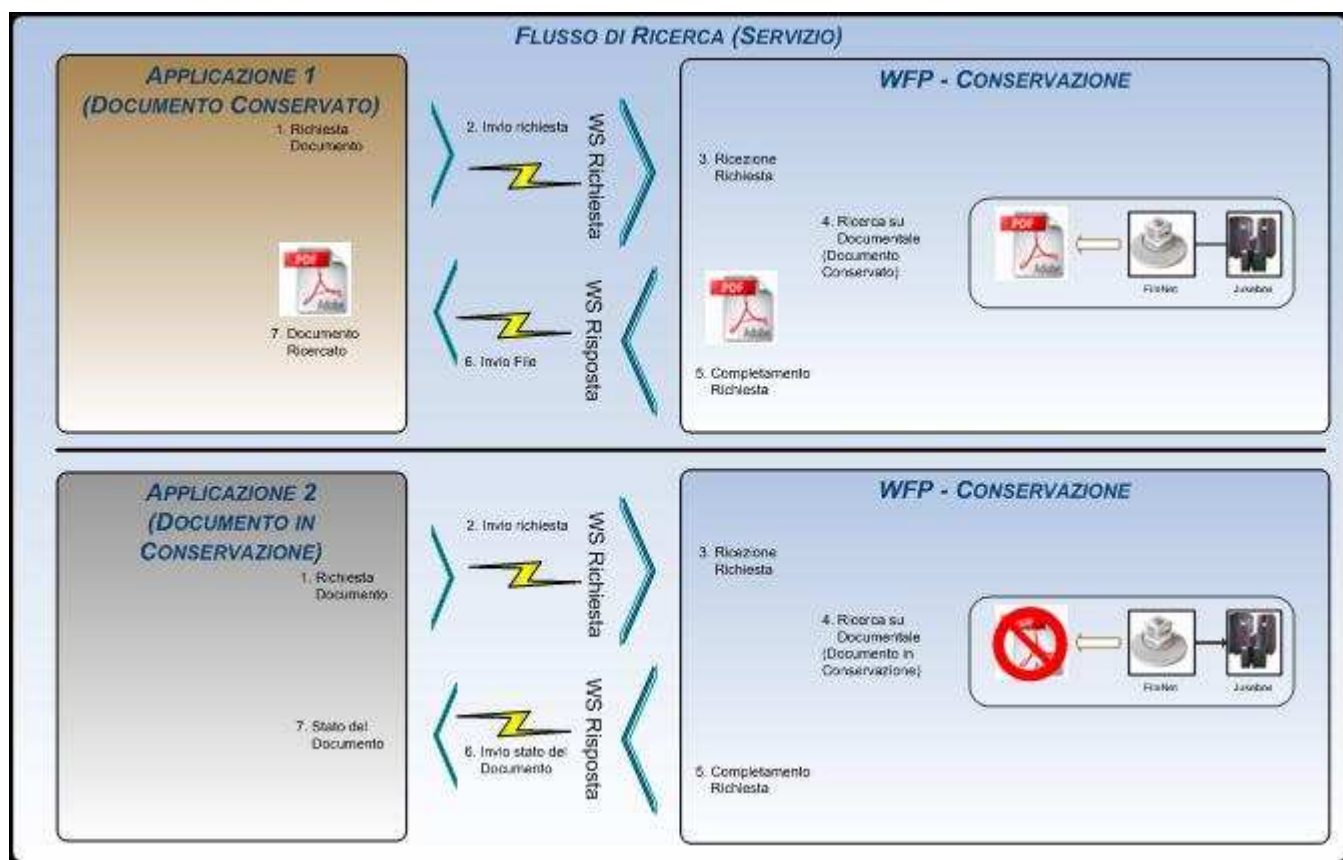 FLUSSO DI RICERCA (SERVIZIO)
APPLICAZIONE 1
(DOCUMENTO CONSERVATO)
1. Richiesta
Documento
2. Invio richiesta
WS Richiesta
WFP - CONSERVAZIONE
3. Ricezione
Richiesta
4. Ricerca su
Documentale
(Documento
Conservato)
PDF
Adobe
FileNet
Jukebox
PDF
Adobe
5. Completamento
Richiesta
WS Risposta
6. Invio File
PDF
Adobe
7. Documento
Ricercato
APPLICAZIONE 2
(DOCUMENTO IN
CONSERVAZIONE)
1. Richiesta
Documento
2. Invio richiesta
WS Richiesta
WFP - CONSERVAZIONE
3. Ricezione
Richiesta
4. Ricerca su
Documentale
(Documento in
Conservazione)
FileNet
Jukebox
5. Completamento
Richiesta
WS Risposta
6. Invio stato del
Documento
7. Stato del
Documento